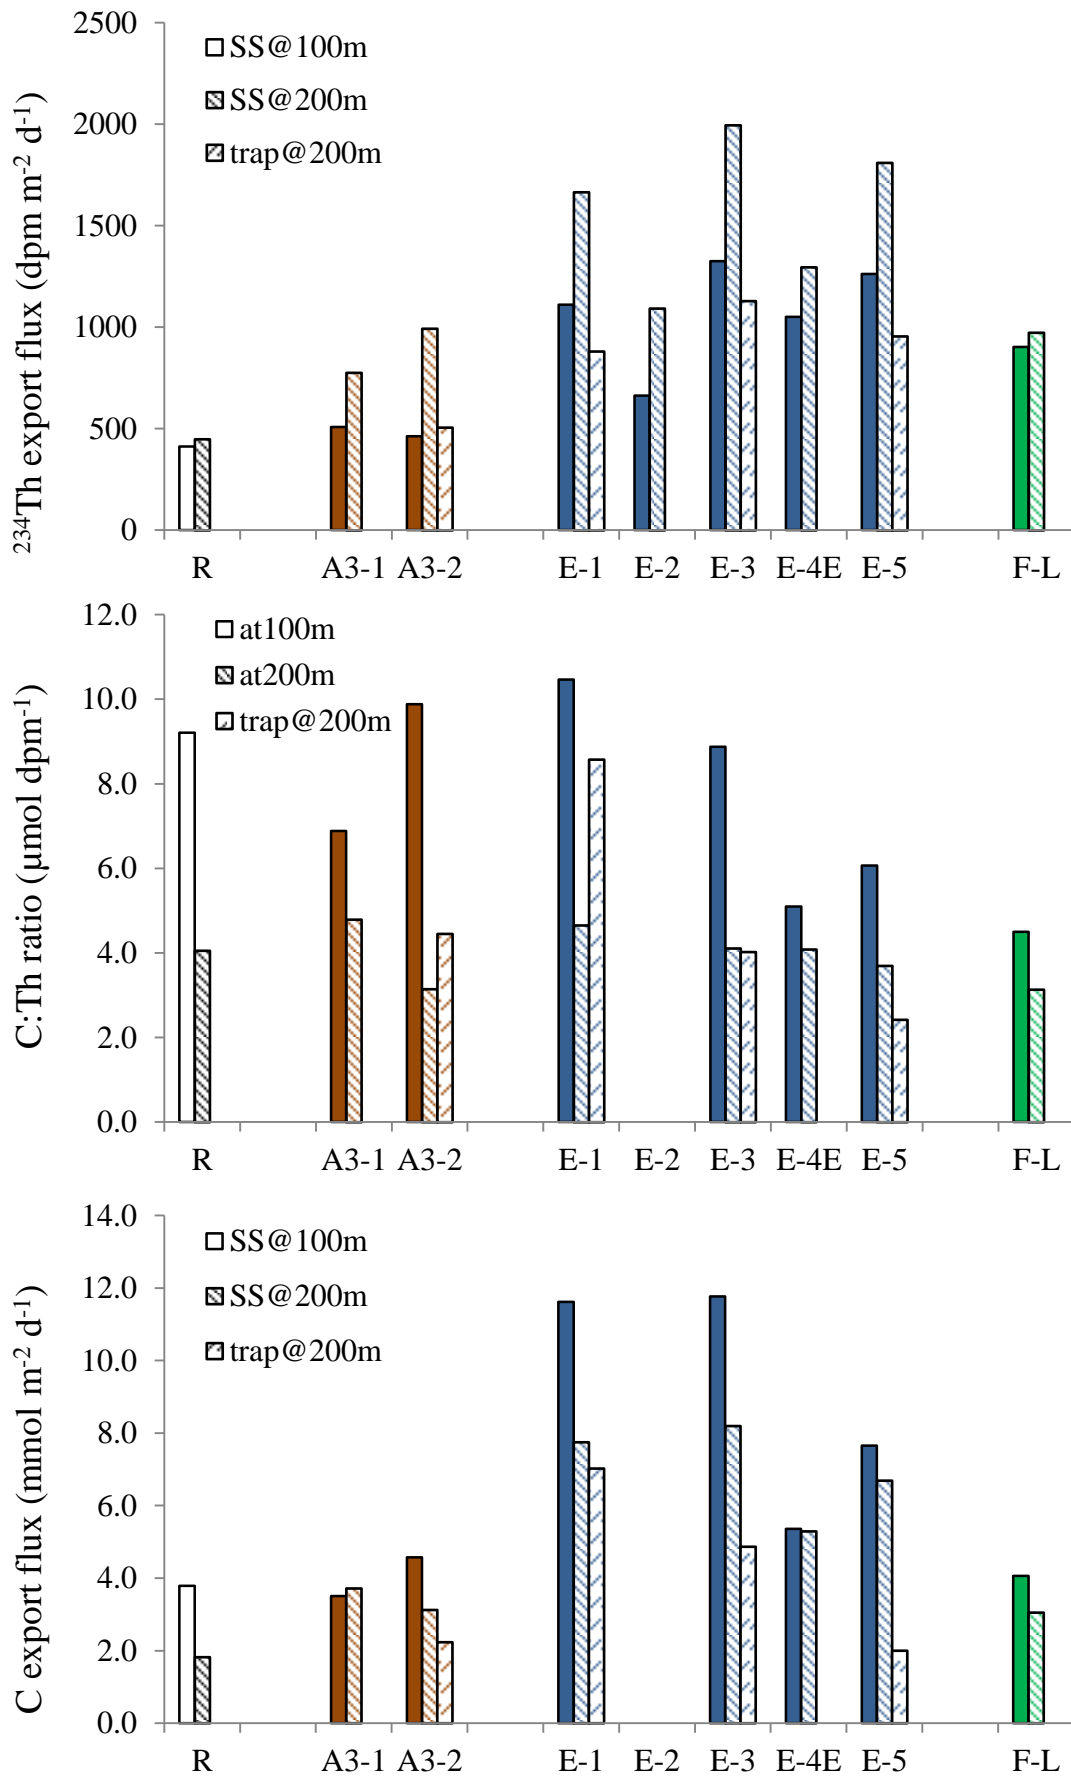 2500
2000
1500
1000
500
0
²³⁴Th export flux (dpm m⁻² d⁻¹)
SS@100m
SS@200m
trap@200m
R A3-1 A3-2 E-1 E-2 E-3 E-4E E-5 F-L
12.0
10.0
8.0
6.0
4.0
2.0
0.0
C:Th ratio (µmol dpm⁻¹)
at100m
at200m
trap@200m
R A3-1 A3-2 E-1 E-2 E-3 E-4E E-5 F-L
14.0
12.0
10.0
8.0
6.0
4.0
2.0
0.0
C export flux (mmol m⁻² d⁻¹)
SS@100m
SS@200m
trap@200m
R A3-1 A3-2 E-1 E-2 E-3 E-4E E-5 F-L